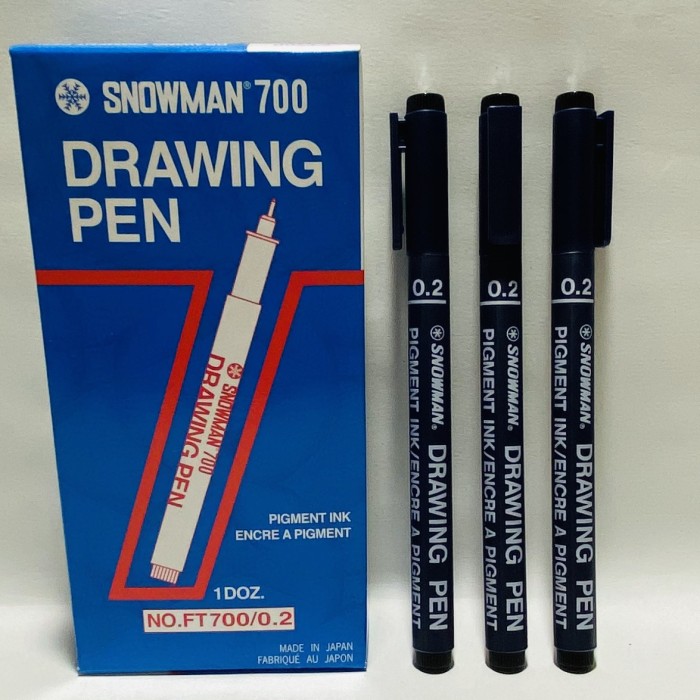 SNOWMAN® 700
DRAWING
PEN
SNOWMAN® 700
DRAWING PEN
PIGMENT INK
ENCRE A PIGMENT
1 DOZ.
NO.FT700/0.2
MADE IN JAPAN
FABRIQUÉ AU JAPON
0.2
SNOWMAN® DRAWING PEN
PIGMENT INK/ENCRE A PIGMENT
0.2
SNOWMAN® DRAWING PEN
PIGMENT INK/ENCRE A PIGMENT
0.2
SNOWMAN® DRAWING PEN
PIGMENT INK/ENCRE A PIGMENT